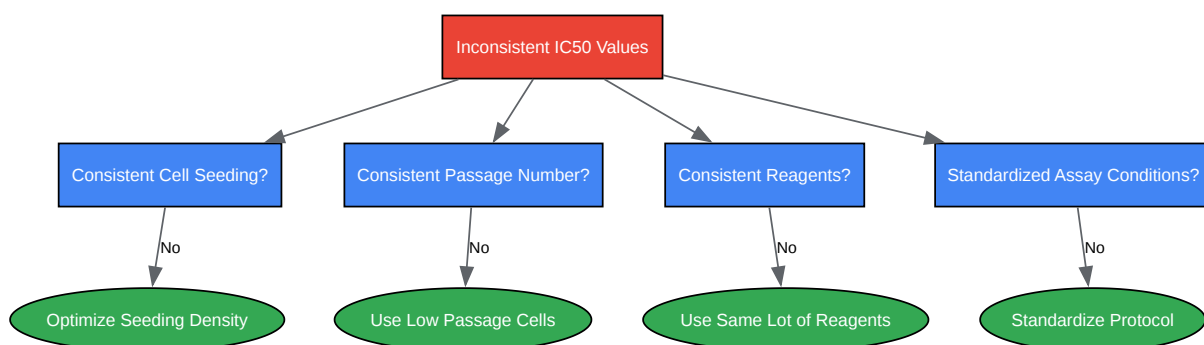 Inconsistent IC50 Values
Consistent Cell Seeding?
Consistent Passage Number?
Consistent Reagents?
Standardized Assay Conditions?
No
No
No
No
Optimize Seeding Density
Use Low Passage Cells
Use Same Lot of Reagents
Standardize Protocol